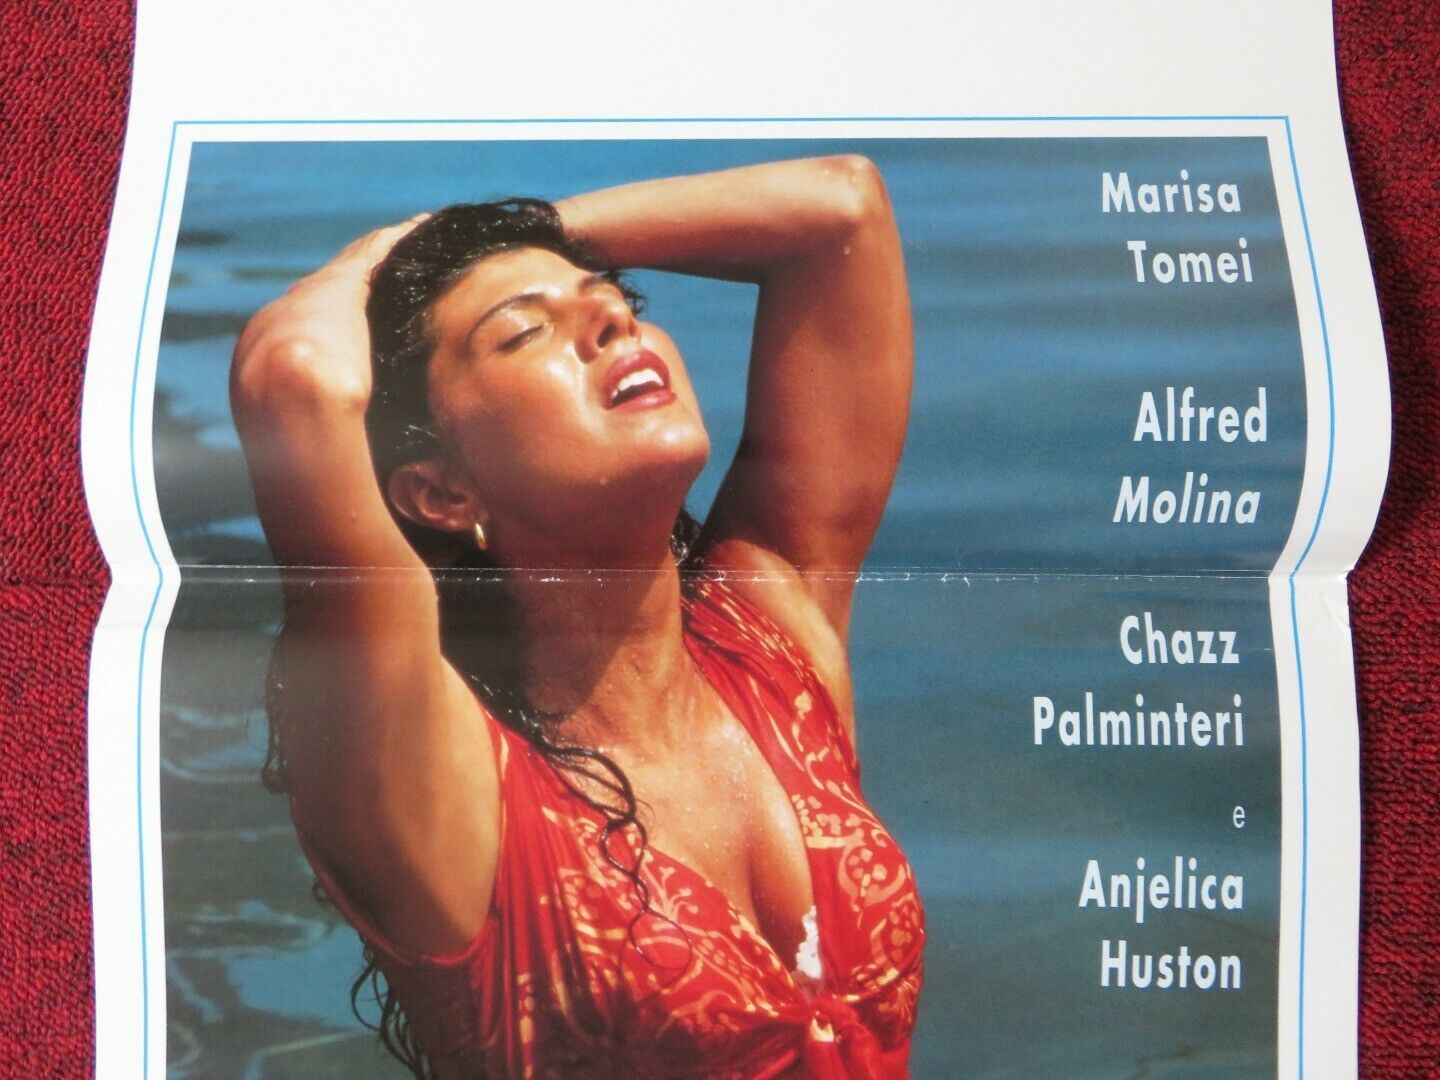 Marisa
Tomei
Alfred
Molina
Chazz
Palminteri
e
Anjelica
Huston